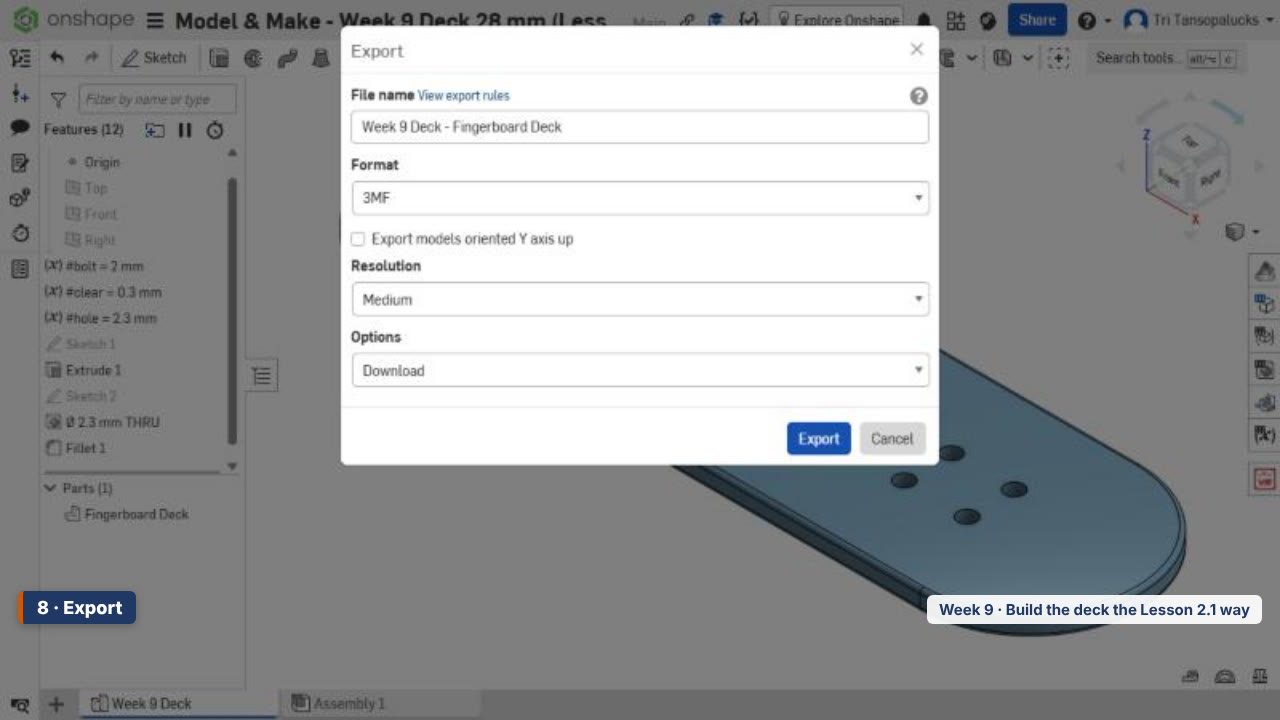 onshape
Model & Make - Week 9 Deck 28 mm (Less
Main
Explore Onshape
Share
Tri Tansopalucks
Sketch
Search tools...
alt/⌥
c
Filter by name or type
Features (12)
Origin
Top
Front
Right
(x) #bolt = 2 mm
(x) #clear = 0.3 mm
(x) #hole = 2.3 mm
Sketch 1
Extrude 1
Sketch 2
Ø 2.3 mm THRU
Fillet 1
Parts (1)
Fingerboard Deck
Export
File name View export rules
Week 9 Deck - Fingerboard Deck
Format
3MF
Export models oriented Y axis up
Resolution
Medium
Options
Download
Export
Cancel
Z
Top
Front
Right
X
8 · Export
Week 9 · Build the deck the Lesson 2.1 way
Week 9 Deck
Assembly 1